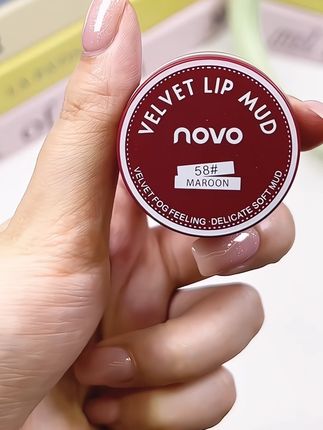 VELVET LIP MUD
novo
58#
MAROON
VELVET FOG FEELING · DELICATE SOFT MUD